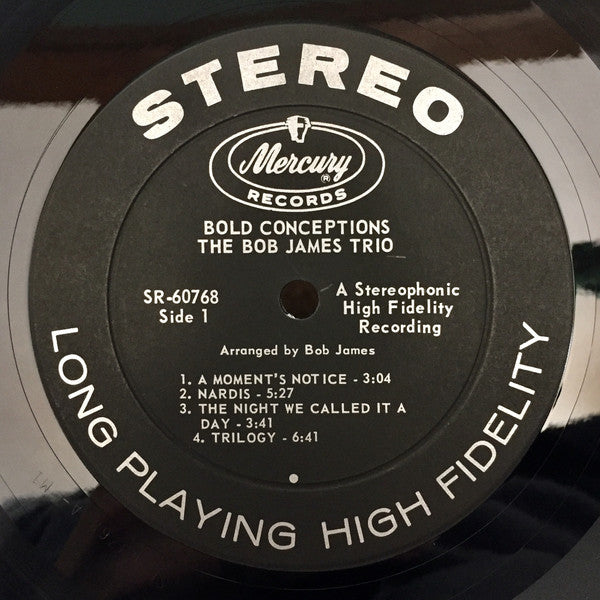 STEREO
Mercury
®
RECORDS
BOLD CONCEPTIONS
THE BOB JAMES TRIO
SR-60768
Side 1
A Stereophonic
High Fidelity
Recording
Arranged by Bob James
1. A MOMENT'S NOTICE - 3:04
2. NARDIS - 5:27
3. THE NIGHT WE CALLED IT A
DAY - 3:41
4. TRILOGY - 6:41
LONG PLAYING HIGH FIDELITY